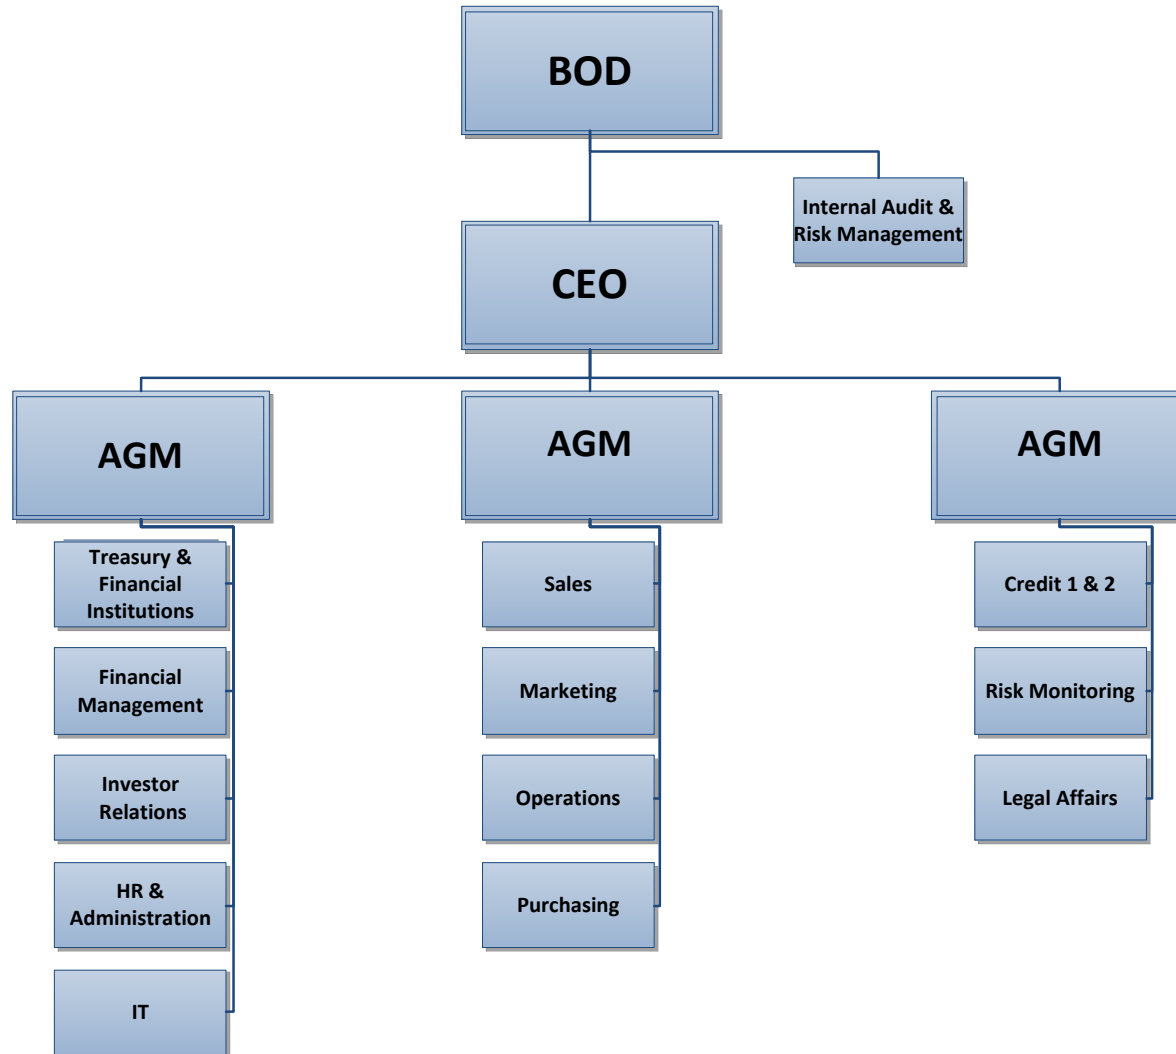 BOD
Internal Audit &
Risk Management
CEO
AGM
AGM
AGM
Treasury &
Financial
Institutions
Financial
Management
Investor
Relations
HR &
Administration
IT
Sales
Marketing
Operations
Purchasing
Credit 1 & 2
Risk Monitoring
Legal Affairs